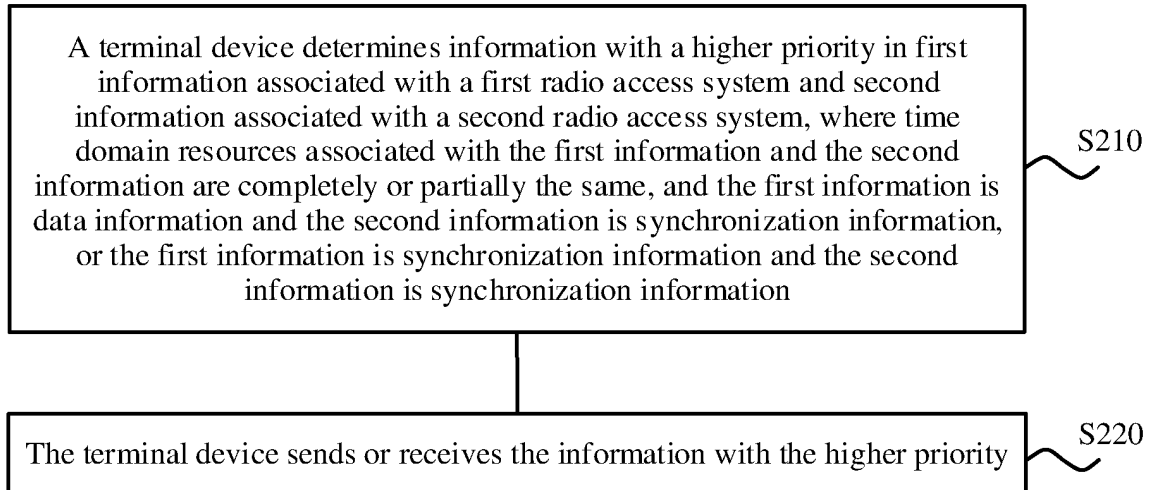 A terminal device determines information with a higher priority in first
information associated with a first radio access system and second
information associated with a second radio access system, where time
domain resources associated with the first information and the second
information are completely or partially the same, and the first information is
data information and the second information is synchronization information,
or the first information is synchronization information and the second
information is synchronization information
S210
The terminal device sends or receives the information with the higher priority
S220